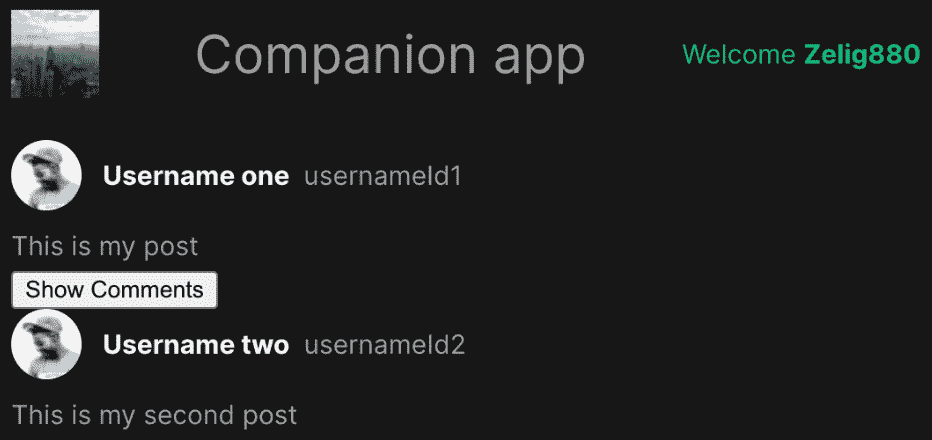 Companion app
Welcome Zelig880
Username one usernameId1
This is my post
Show Comments
Username two usernameId2
This is my second post